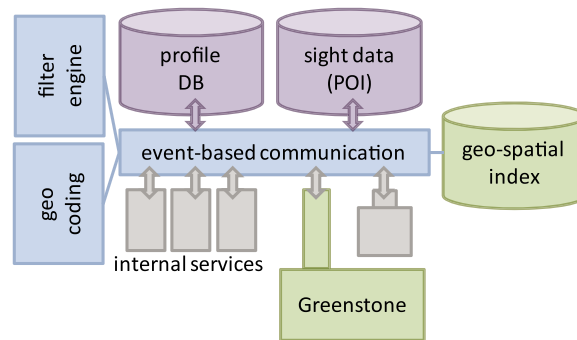 filter
engine
profile
DB
sight data
(POI)
geo
coding
event-based communication
geo-spatial
index
internal services
Greenstone